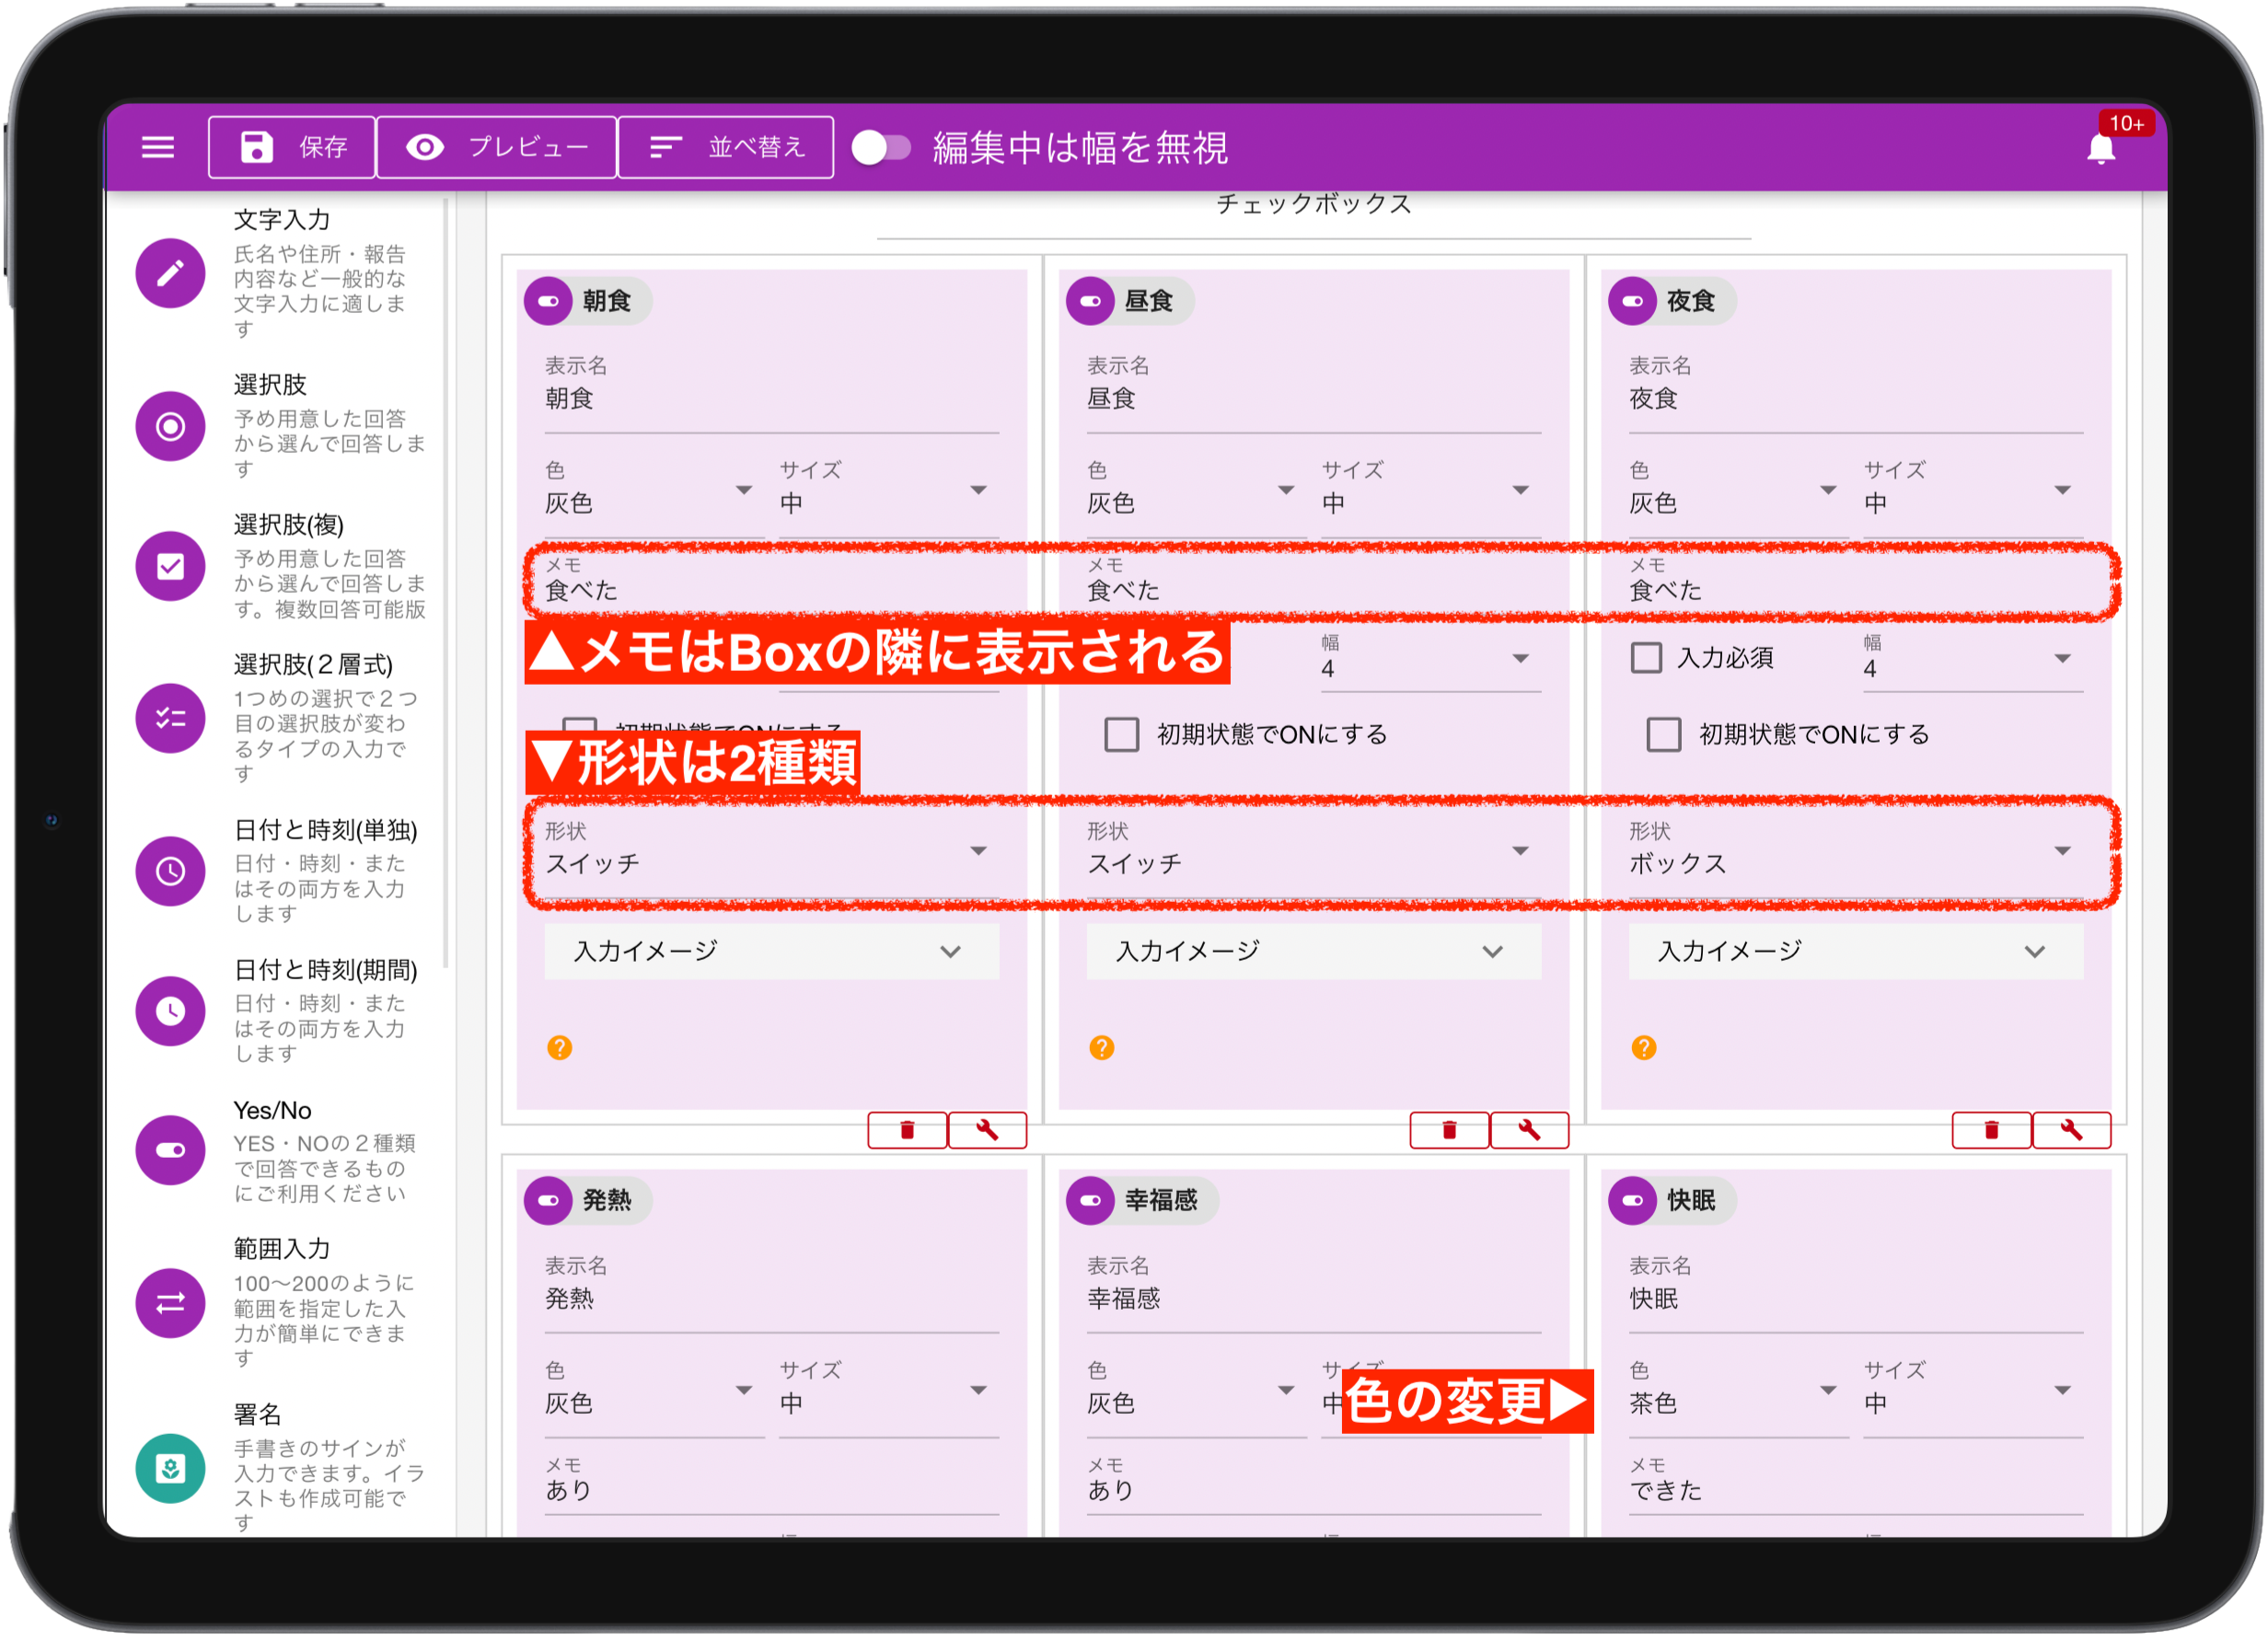 保存
プレビュー
並べ替え
編集中は幅を無視
10+
文字入力
氏名や住所・報告
内容など一般的な
文字入力に適しま
す
選択肢
予め用意した回答
から選んで回答しま
す
選択肢(複)
予め用意した回答
から選んで回答しま
す。複数回答可能版
選択肢(２層式)
1つめの選択で２つ
目の選択肢が変わ
るタイプの入力で
す
日付と時刻(単独)
日付・時刻・また
はその両方を入力
します
日付と時刻(期間)
日付・時刻・また
はその両方を入力
します
Yes/No
YES・NOの２種類
で回答できるもの
にご利用ください
範囲入力
100〜200のように
範囲を指定した入
力が簡単にできま
す
署名
手書きのサインが
入力できます。イラ
ストも作成可能で
す
チェックボックス
朝食
表示名
朝食
色
灰色
サイズ
中
メモ
食べた
▲メモはBoxの隣に表示される
初期状態でONにする
▼形状は2種類
形状
スイッチ
入力イメージ
昼食
表示名
昼食
色
灰色
サイズ
中
メモ
食べた
幅
4
初期状態でONにする
形状
スイッチ
入力イメージ
夜食
表示名
夜食
色
灰色
サイズ
中
メモ
食べた
入力必須
幅
4
初期状態でONにする
形状
ボックス
入力イメージ
発熱
表示名
発熱
色
灰色
サイズ
中
メモ
あり
幸福感
表示名
幸福感
色
灰色
サイズ
中
色の変更▶
メモ
あり
快眠
表示名
快眠
色
茶色
サイズ
中
メモ
できた